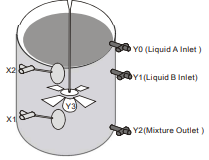 Y0 (Liquid A Inlet )
X2
Y1(Liquid B Inlet)
Y3
X1
Y2(Mixture Outlet )